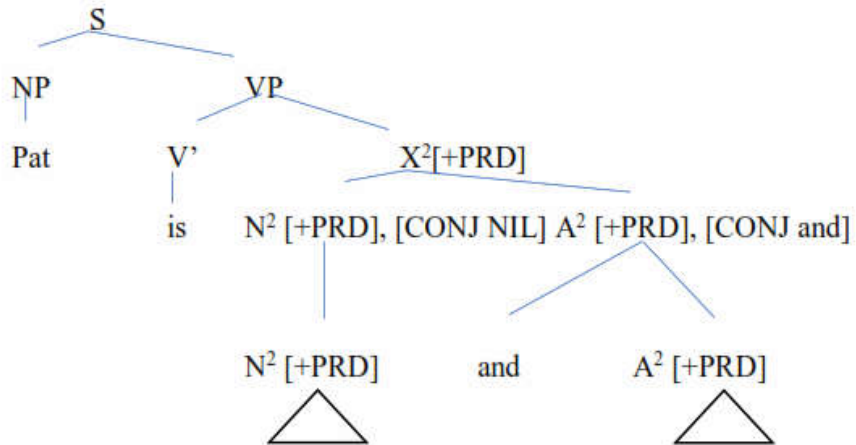 S
NP VP
Pat V’ X²[+PRD]
is N² [+PRD], [CONJ NIL] A² [+PRD], [CONJ and]
N² [+PRD] and A² [+PRD]